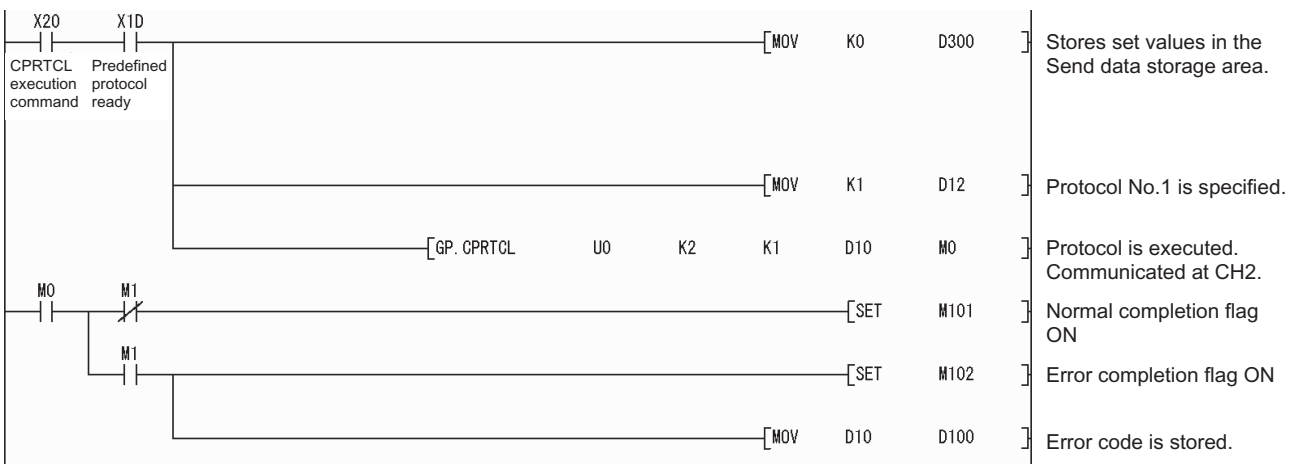 X20 X1D
[MOV K0 D300 ] Stores set values in the
Send data storage area.
CPRTCL Predefined
execution protocol
command ready
[MOV K1 D12 ] Protocol No.1 is specified.
[GP.CPRTCL U0 K2 K1 D10 M0 ] Protocol is executed.
Communicated at CH2.
M0 M1
[SET M101 ] Normal completion flag
ON
M1
[SET M102 ] Error completion flag ON
[MOV D10 D100 ] Error code is stored.